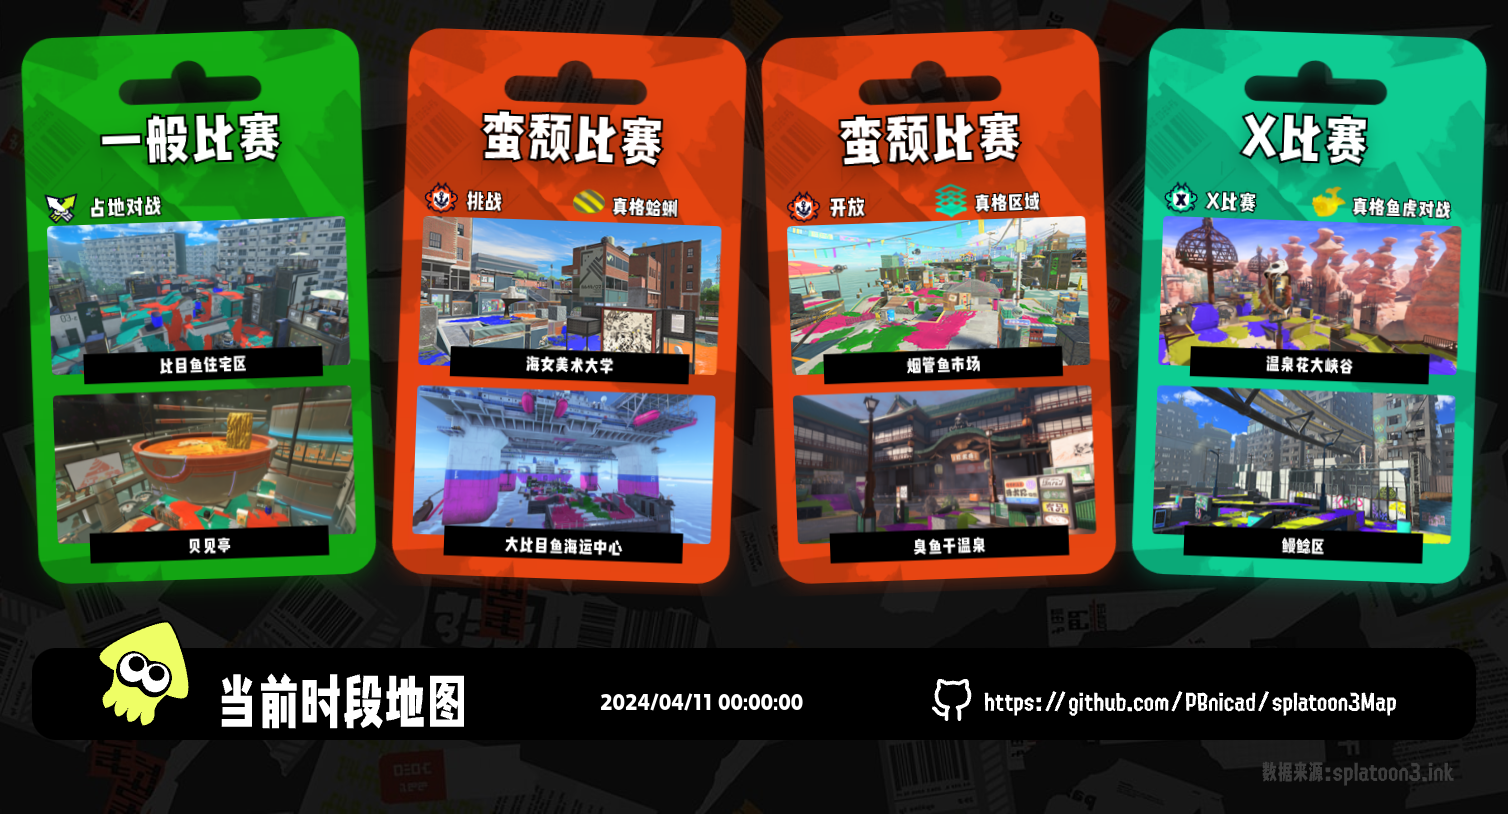 一般比赛
占地对战
比目鱼住宅区
贝见亭
蛮颓比赛
挑战
真格蛤蜊
海女美术大学
大比目鱼海运中心
蛮颓比赛
开放
真格区域
烟管鱼市场
臭鱼干温泉
X比赛
X比赛
真格鱼虎对战
温泉花大峡谷
鳗鲶区
当前时段地图
2024/04/11 00:00:00
https://github.com/PBnicad/splatoon3Map
数据来源:splatoon3.ink